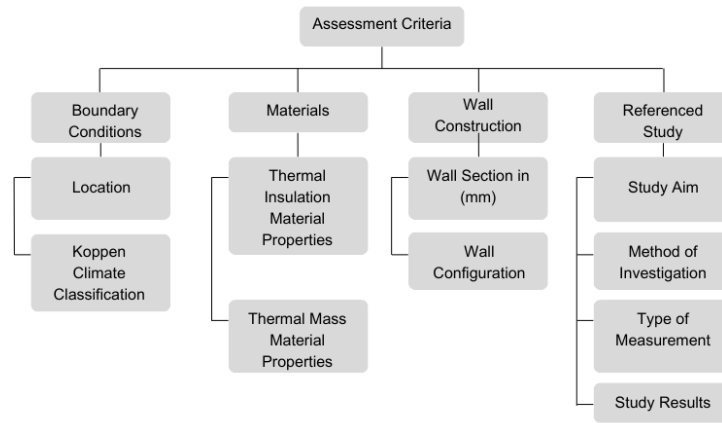 Assessment Criteria
Boundary
Conditions
Materials
Wall
Construction
Referenced
Study
Location
Thermal
Insulation
Material
Properties
Wall Section in
(mm)
Study Aim
Koppen
Climate
Classification
Wall
Configuration
Method of
Investigation
Thermal Mass
Material
Properties
Type of
Measurement
Study Results